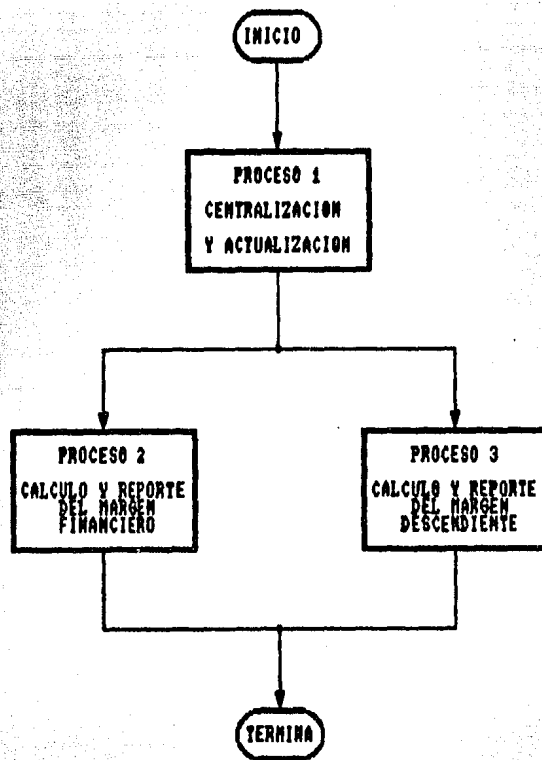 INICIO
PROCESO 1
CENTRALIZACION
Y ACTUALIZACION
PROCESO 2
CALCULO Y REPORTE
DEL MARGEN
FINANCIERO
PROCESO 3
CALCULO Y REPORTE
DEL MARGEN
DESCENDIENTE
TERMINA